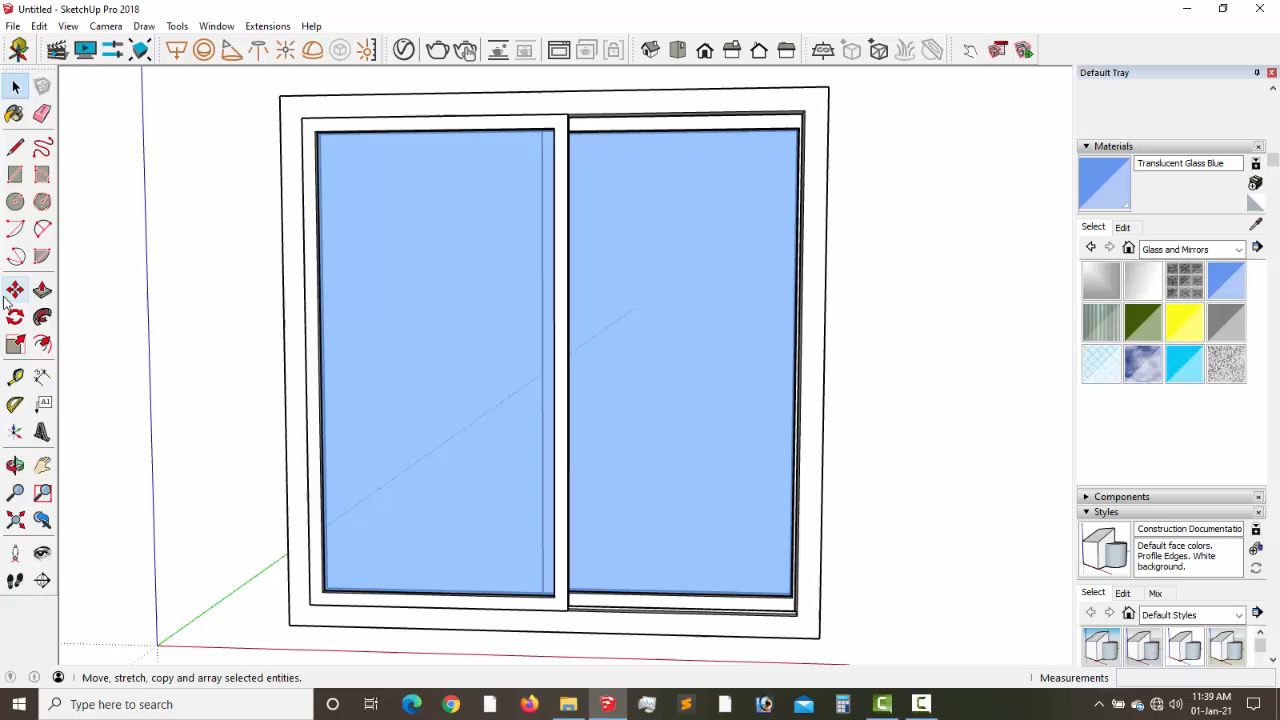 Untitled - SketchUp Pro 2018
File Edit View Camera Draw Tools Window Extensions Help
Default Tray
Materials
Translucent Glass Blue
Select Edit
Glass and Mirrors
A1
Components
Styles
Construction Documentatio
Default face colors.
Profile Edges. White
background.
Select Edit Mix
Default Styles
Move, stretch, copy and array selected entities.
Measurements
Type here to search
11:39 AM
01-Jan-21